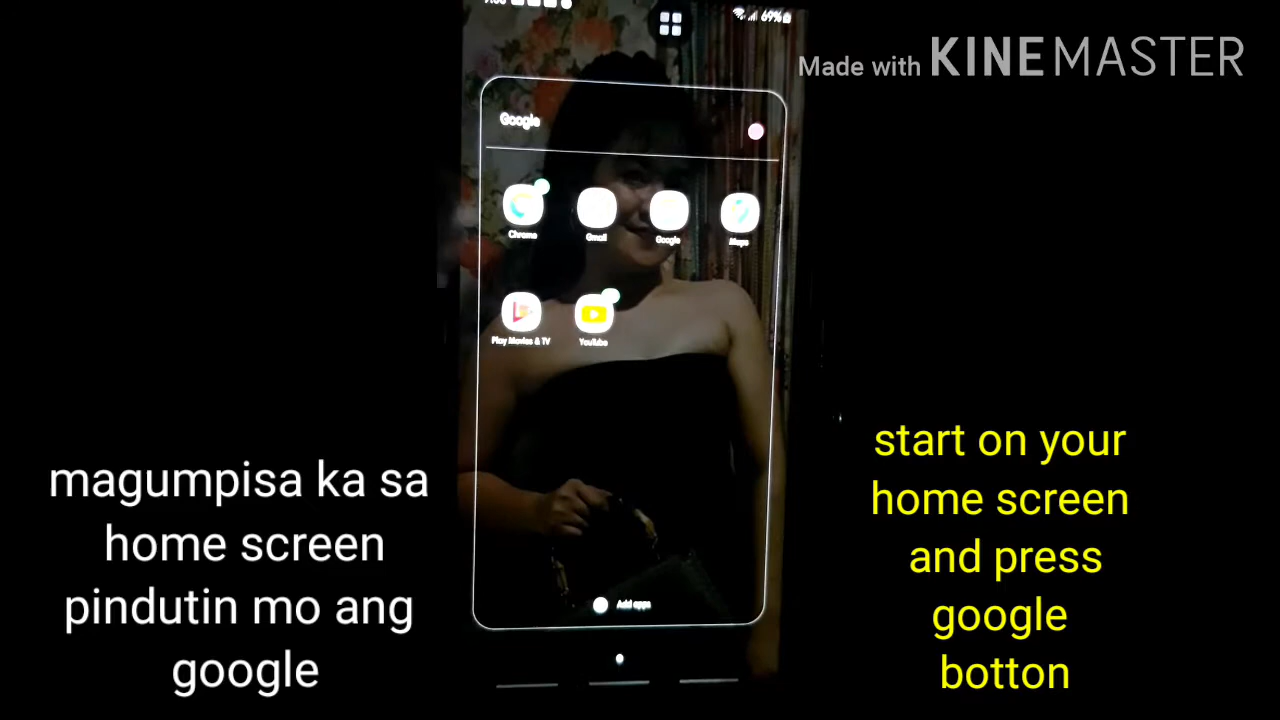 69%
Made with KINEMASTER
Google
Chrome
Gmail
Google
Maps
Play Movies & TV
YouTube
Add apps
magumpisa ka sa
home screen
pindutin mo ang
google
start on your
home screen
and press
google
botton